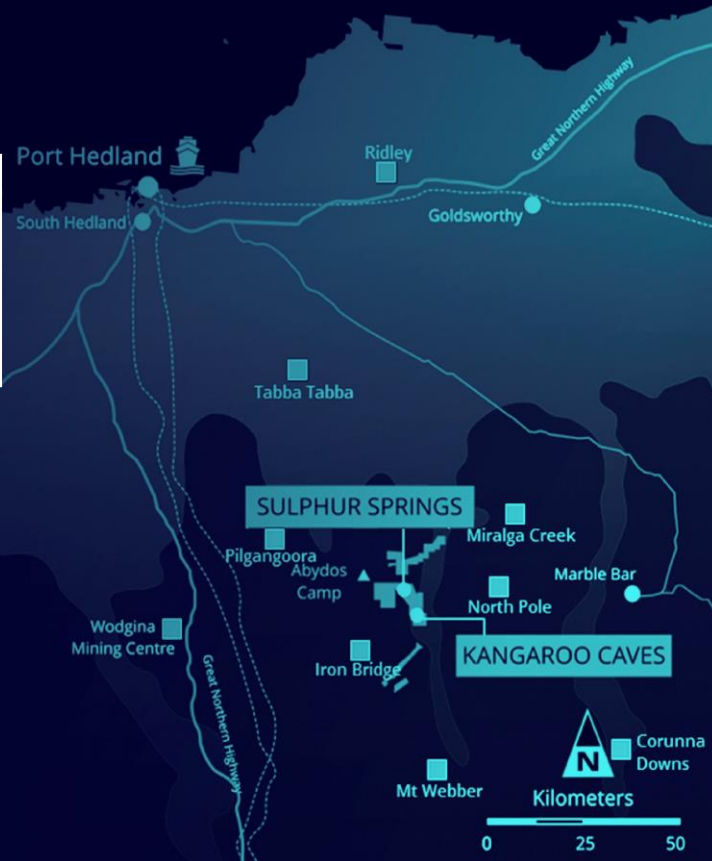 Great Northern Highway
Port Hedland
Ridley
South Hedland
Goldsworthy
Tabba Tabba
SULPHUR SPRINGS
Miralga Creek
Pilgangoora
Abydos
Camp
Marble Bar
North Pole
Wodgina
Mining Centre
KANGAROO CAVES
Iron Bridge
Great Northern Highway
Corunna
Downs
N
Mt Webber
Kilometers
0 25 50